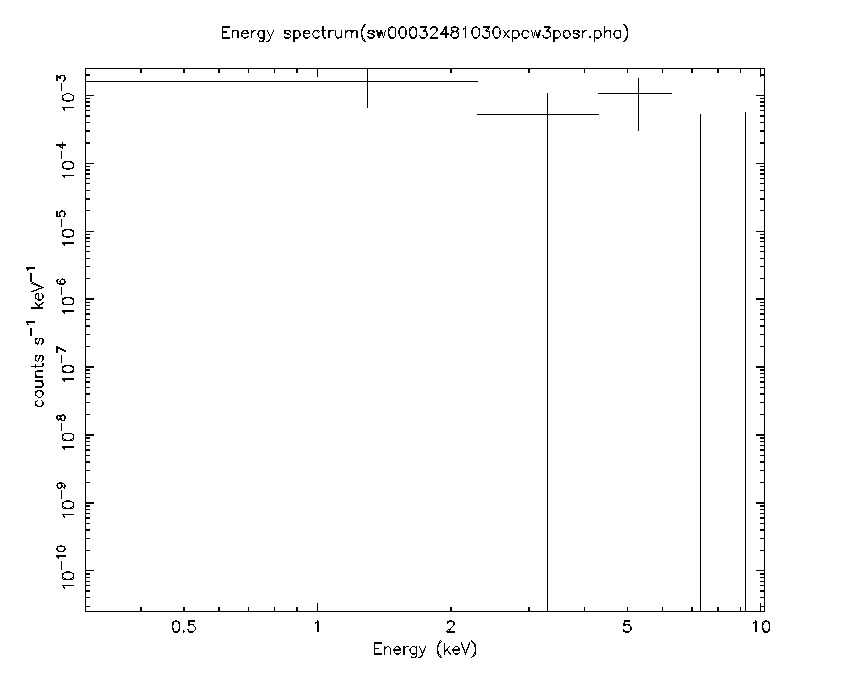 Energy spectrum(sw00032481030xpcw3posr.pha)
10⁻³
10⁻⁴
10⁻⁵
10⁻⁶
10⁻⁷
10⁻⁸
10⁻⁹
10⁻¹⁰
counts s⁻¹ keV⁻¹
0.5 1 2 5 10
Energy (keV)